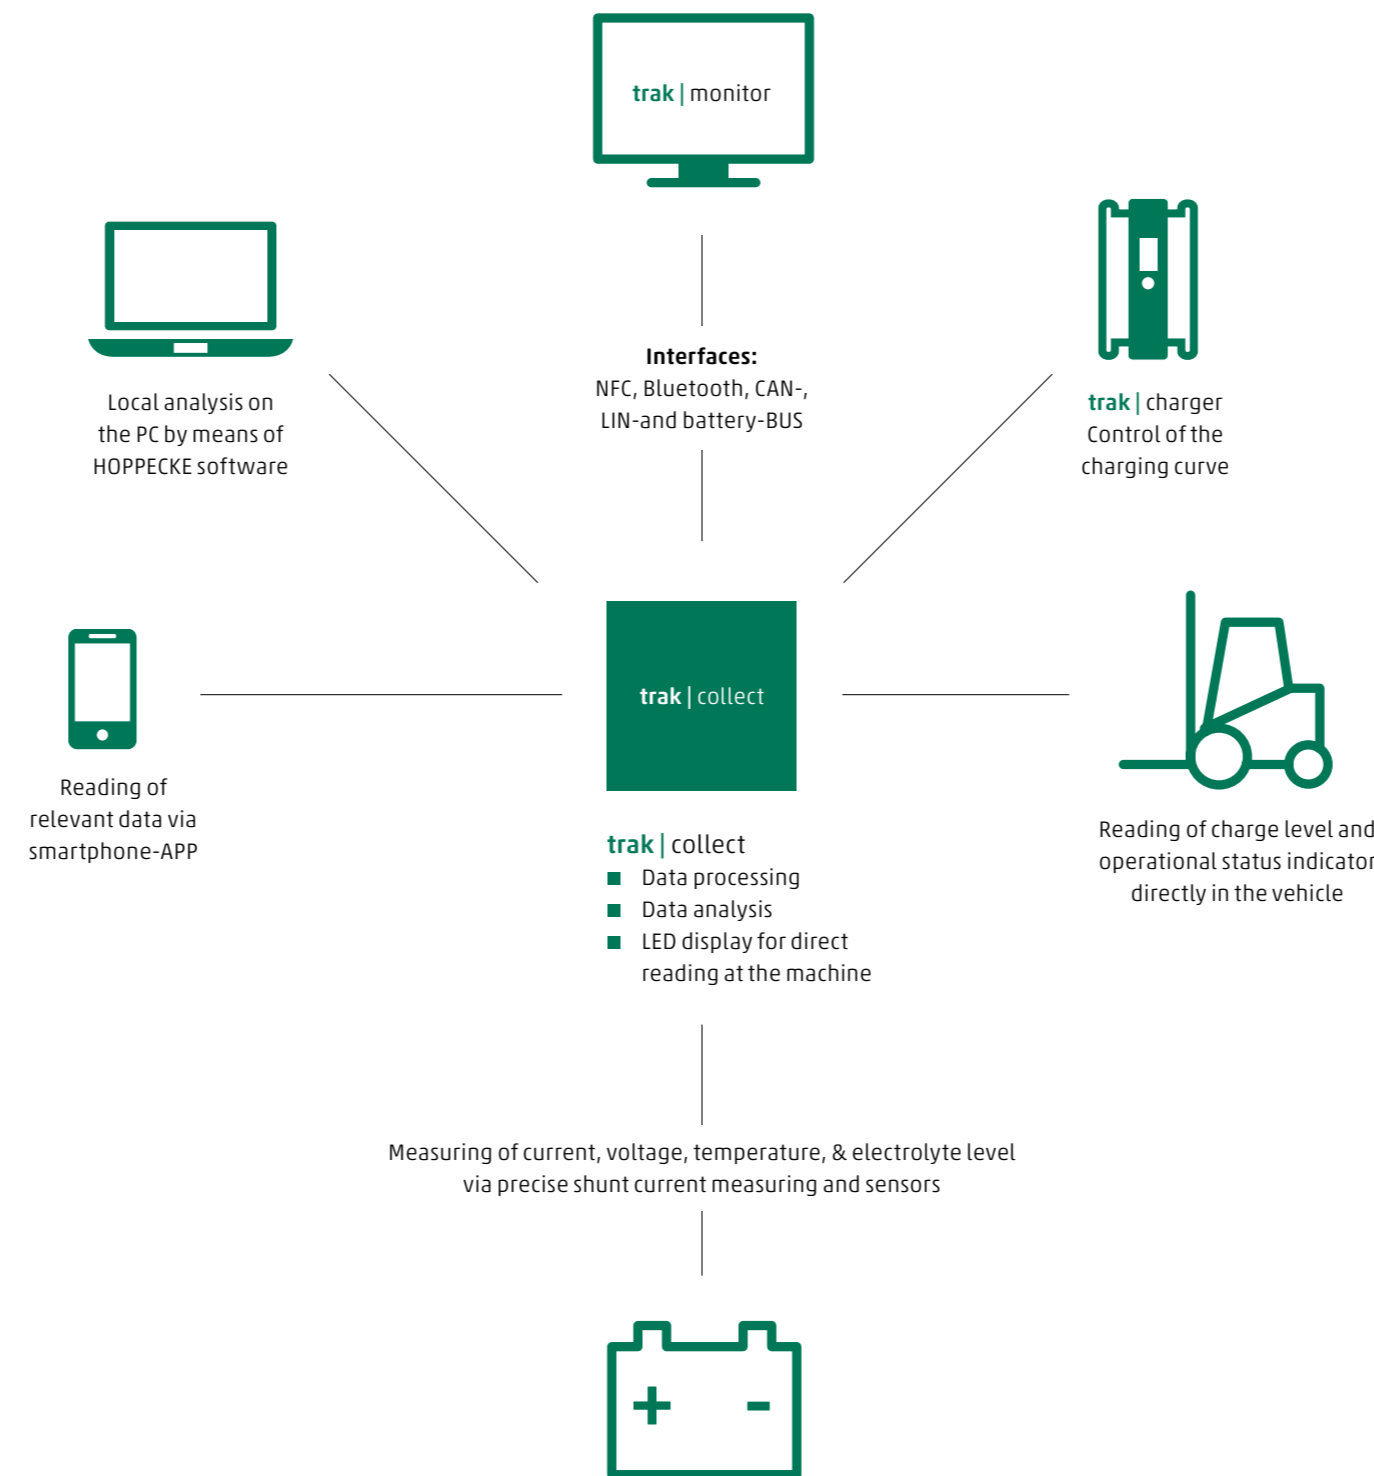 trak | monitor
Interfaces:
NFC, Bluetooth, CAN-,
LIN-and battery-BUS
Local analysis on
the PC by means of
HOPPECKE software
trak | charger
Control of the
charging curve
trak | collect
Reading of
relevant data via
smartphone-APP
trak | collect
■ Data processing
■ Data analysis
■ LED display for direct
reading at the machine
Reading of charge level and
operational status indicator
directly in the vehicle
Measuring of current, voltage, temperature, & electrolyte level
via precise shunt current measuring and sensors
+ -